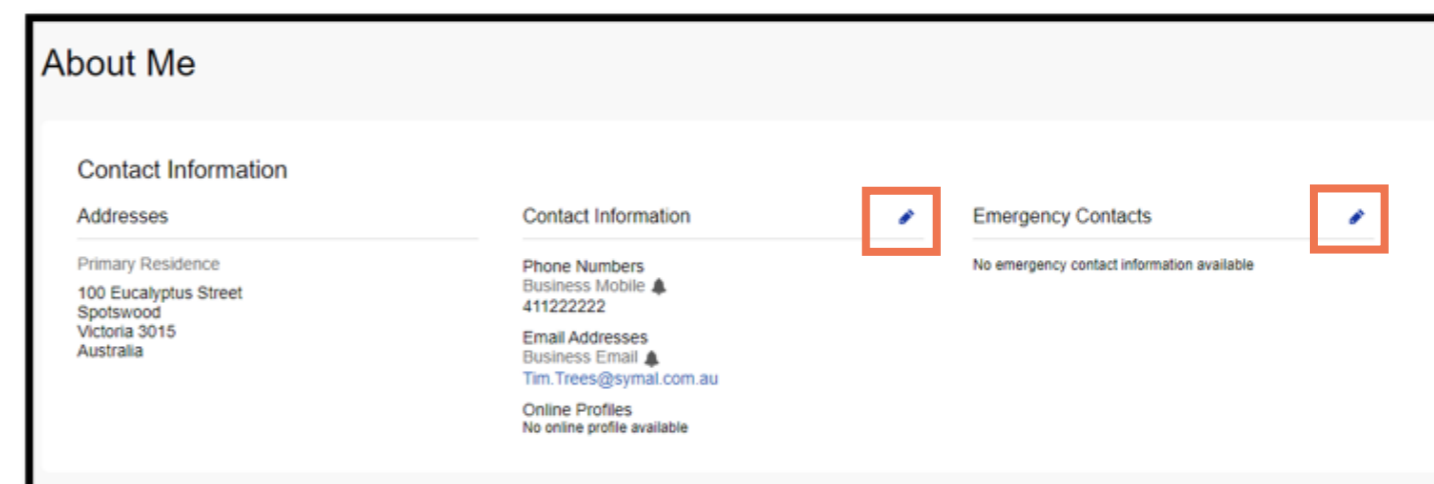 About Me
Contact Information
Addresses
Primary Residence
100 Eucalyptus Street
Spotswood
Victoria 3015
Australia
Contact Information
Phone Numbers
Business Mobile
411222222
Email Addresses
Business Email
Tim.Trees@symal.com.au
Online Profiles
No online profile available
Emergency Contacts
No emergency contact information available